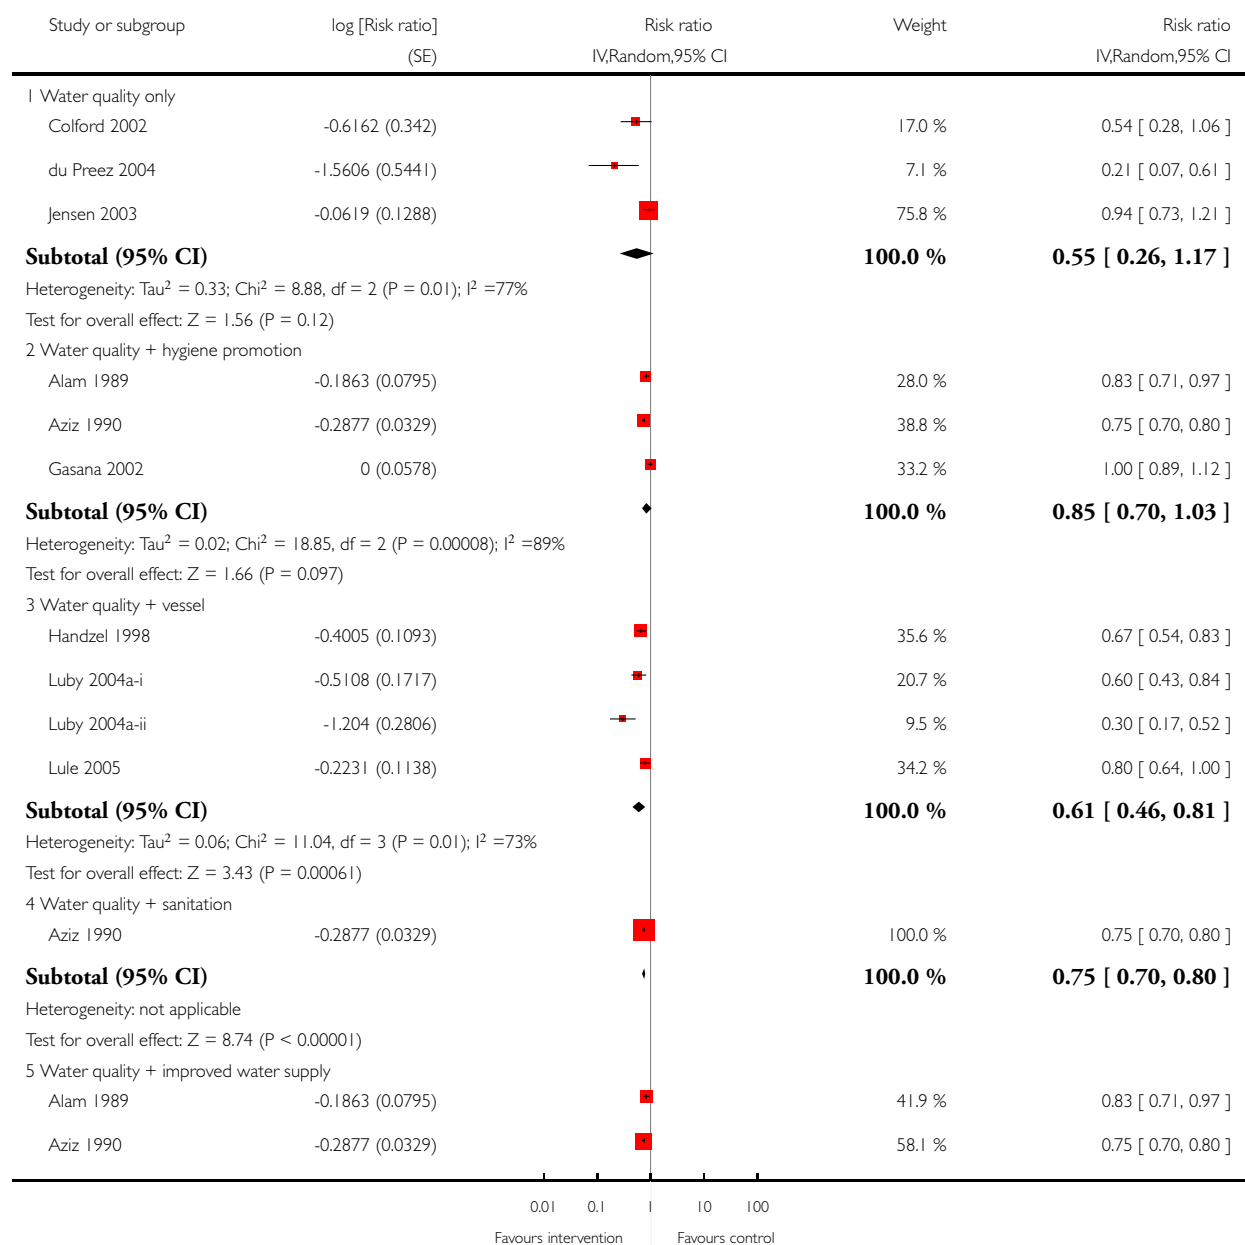 Study or subgroup log [Risk ratio] Risk ratio Weight Risk ratio
(SE) IV,Random,95% CI IV,Random,95% CI
1 Water quality only
Colford 2002 -0.6162 (0.342) 17.0 % 0.54 [ 0.28, 1.06 ]
du Preez 2004 -1.5606 (0.5441) 7.1 % 0.21 [ 0.07, 0.61 ]
Jensen 2003 -0.0619 (0.1288) 75.8 % 0.94 [ 0.73, 1.21 ]
Subtotal (95% CI) 100.0 % 0.55 [ 0.26, 1.17 ]
Heterogeneity: Tau² = 0.33; Chi² = 8.88, df = 2 (P = 0.01); I² =77%
Test for overall effect: Z = 1.56 (P = 0.12)
2 Water quality + hygiene promotion
Alam 1989 -0.1863 (0.0795) 28.0 % 0.83 [ 0.71, 0.97 ]
Aziz 1990 -0.2877 (0.0329) 38.8 % 0.75 [ 0.70, 0.80 ]
Gasana 2002 0 (0.0578) 33.2 % 1.00 [ 0.89, 1.12 ]
Subtotal (95% CI) 100.0 % 0.85 [ 0.70, 1.03 ]
Heterogeneity: Tau² = 0.02; Chi² = 18.85, df = 2 (P = 0.00008); I² =89%
Test for overall effect: Z = 1.66 (P = 0.097)
3 Water quality + vessel
Handzel 1998 -0.4005 (0.1093) 35.6 % 0.67 [ 0.54, 0.83 ]
Luby 2004a-i -0.5108 (0.1717) 20.7 % 0.60 [ 0.43, 0.84 ]
Luby 2004a-ii -1.204 (0.2806) 9.5 % 0.30 [ 0.17, 0.52 ]
Lule 2005 -0.2231 (0.1138) 34.2 % 0.80 [ 0.64, 1.00 ]
Subtotal (95% CI) 100.0 % 0.61 [ 0.46, 0.81 ]
Heterogeneity: Tau² = 0.06; Chi² = 11.04, df = 3 (P = 0.01); I² =73%
Test for overall effect: Z = 3.43 (P = 0.00061)
4 Water quality + sanitation
Aziz 1990 -0.2877 (0.0329) 100.0 % 0.75 [ 0.70, 0.80 ]
Subtotal (95% CI) 100.0 % 0.75 [ 0.70, 0.80 ]
Heterogeneity: not applicable
Test for overall effect: Z = 8.74 (P < 0.00001)
5 Water quality + improved water supply
Alam 1989 -0.1863 (0.0795) 41.9 % 0.83 [ 0.71, 0.97 ]
Aziz 1990 -0.2877 (0.0329) 58.1 % 0.75 [ 0.70, 0.80 ]
0.01 0.1 1 10 100
Favours intervention Favours control